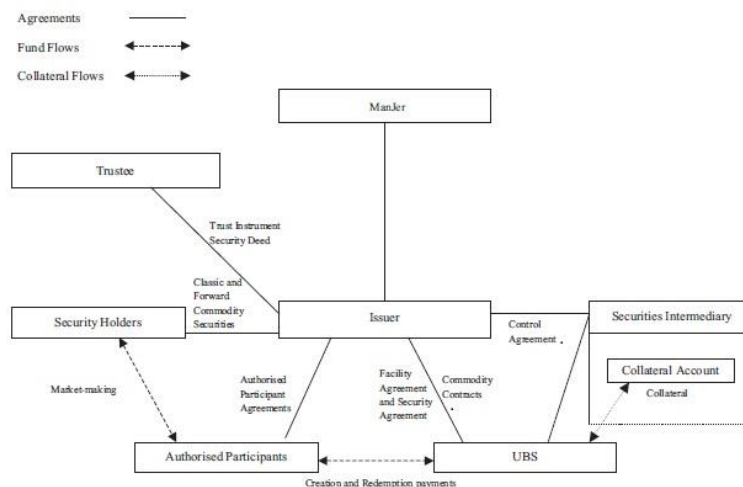 Agreements
Fund Flows
Collateral Flows
ManJer
Trustee
Trust Instrument
Security Deed
Classic and
Forward
Commodity
Securities
Security Holders
Issuer
Securities Intermediary
Control
Agreement
Collateral Account
Collateral
Market-making
Authorised
Participant
Agreements
Facility
Agreement
and Security
Agreement
Commodity
Contracts
Authorised Participants
UBS
Creation and Redemption payments